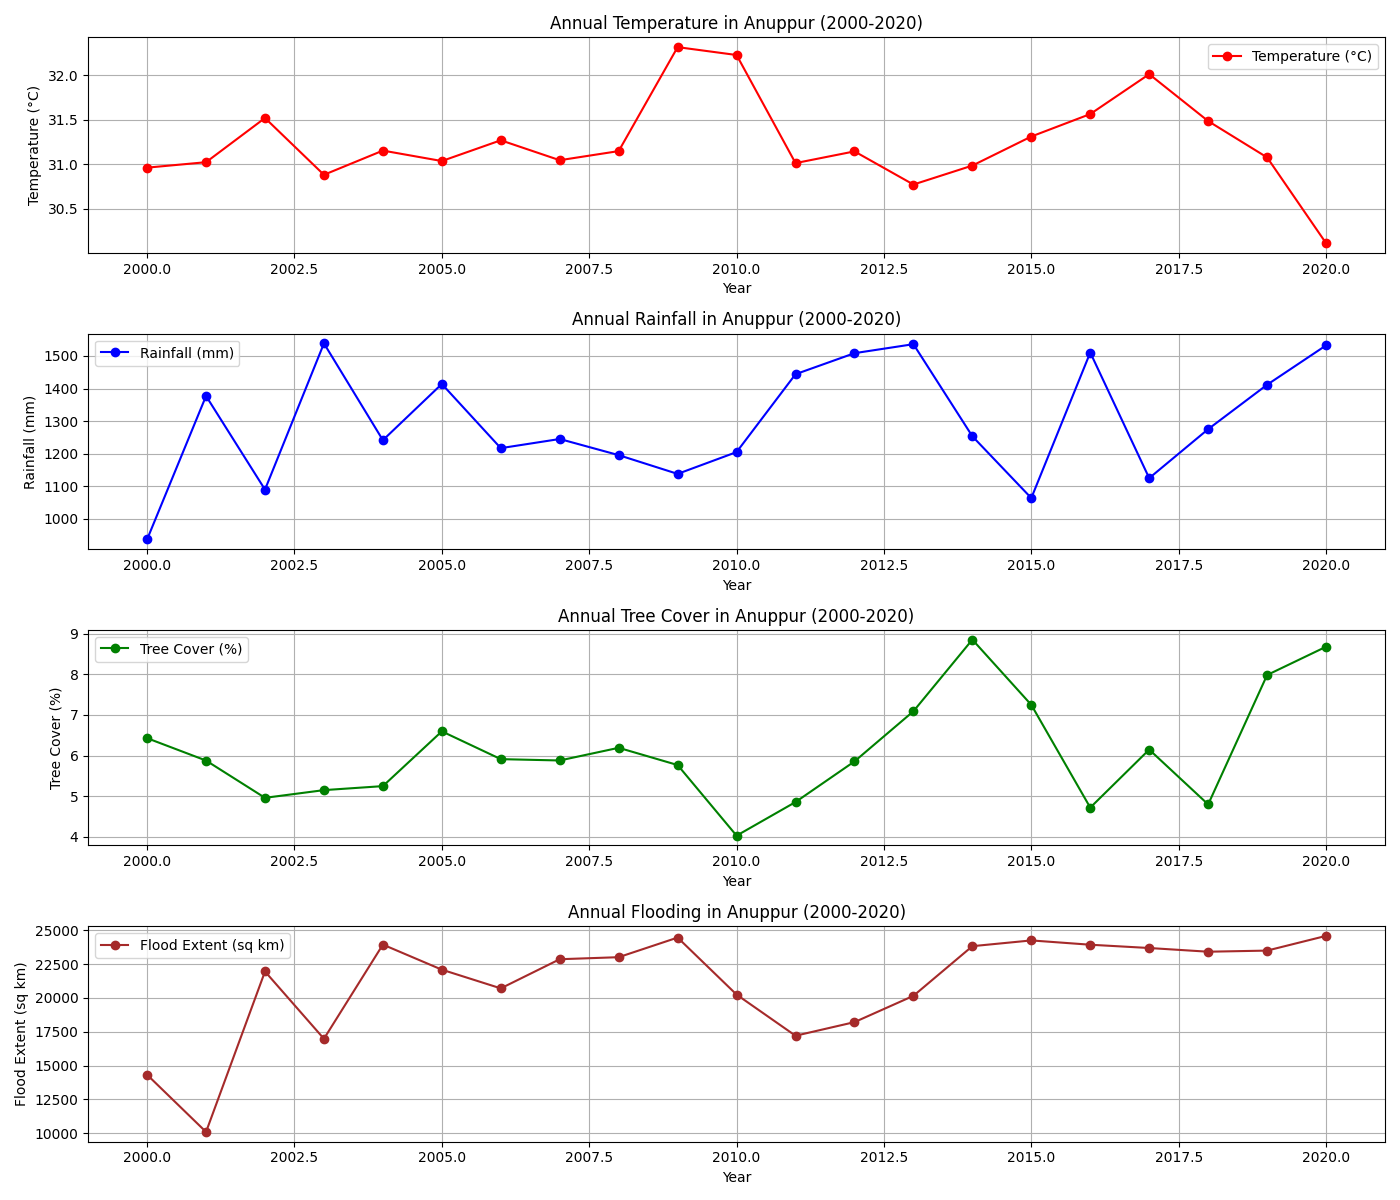 Annual Temperature in Anuppur (2000-2020)
Temperature (°C)
Temperature (°C)
32.0
31.5
31.0
30.5
2000.0 2002.5 2005.0 2007.5 2010.0 2012.5 2015.0 2017.5 2020.0
Year
Annual Rainfall in Anuppur (2000-2020)
Rainfall (mm)
Rainfall (mm)
1500
1400
1300
1200
1100
1000
2000.0 2002.5 2005.0 2007.5 2010.0 2012.5 2015.0 2017.5 2020.0
Year
Annual Tree Cover in Anuppur (2000-2020)
Tree Cover (%)
Tree Cover (%)
9
8
7
6
5
4
2000.0 2002.5 2005.0 2007.5 2010.0 2012.5 2015.0 2017.5 2020.0
Year
Annual Flooding in Anuppur (2000-2020)
Flood Extent (sq km)
Flood Extent (sq km)
25000
22500
20000
17500
15000
12500
10000
2000.0 2002.5 2005.0 2007.5 2010.0 2012.5 2015.0 2017.5 2020.0
Year